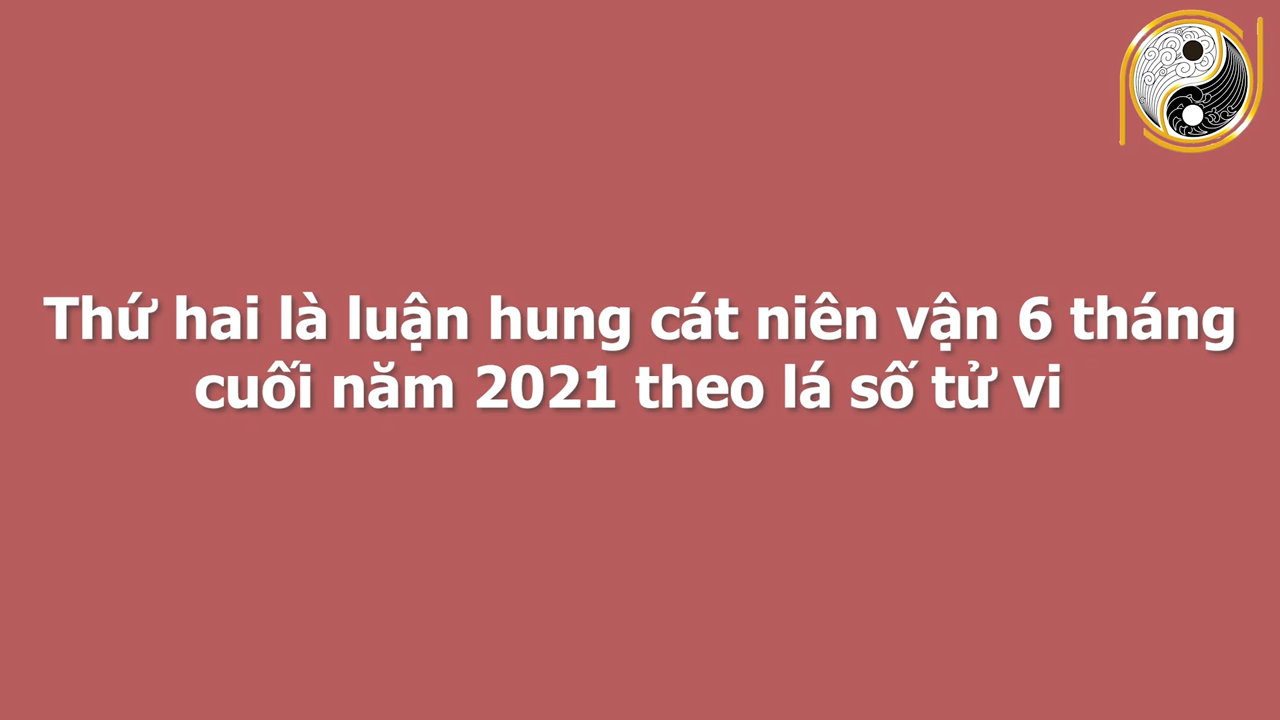 Thứ hai là luận hung cát niên vận 6 tháng
cuối năm 2021 theo lá số tử vi